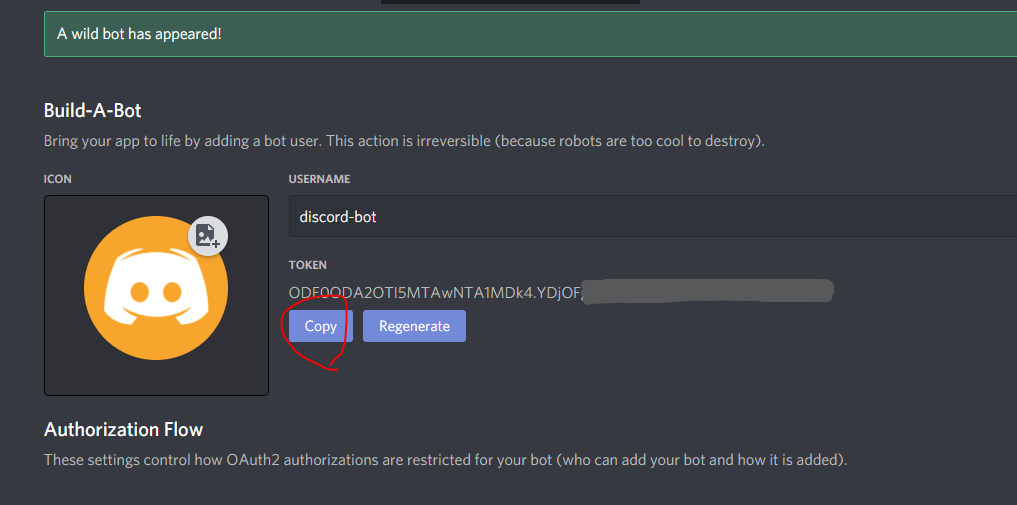 A wild bot has appeared!
Build-A-Bot
Bring your app to life by adding a bot user. This action is irreversible (because robots are too cool to destroy).
ICON
USERNAME
discord-bot
TOKEN
ODE0ODA2OTI5MTAwNTA1MDk4.YDjOF
Copy
Regenerate
Authorization Flow
These settings control how OAuth2 authorizations are restricted for your bot (who can add your bot and how it is added).